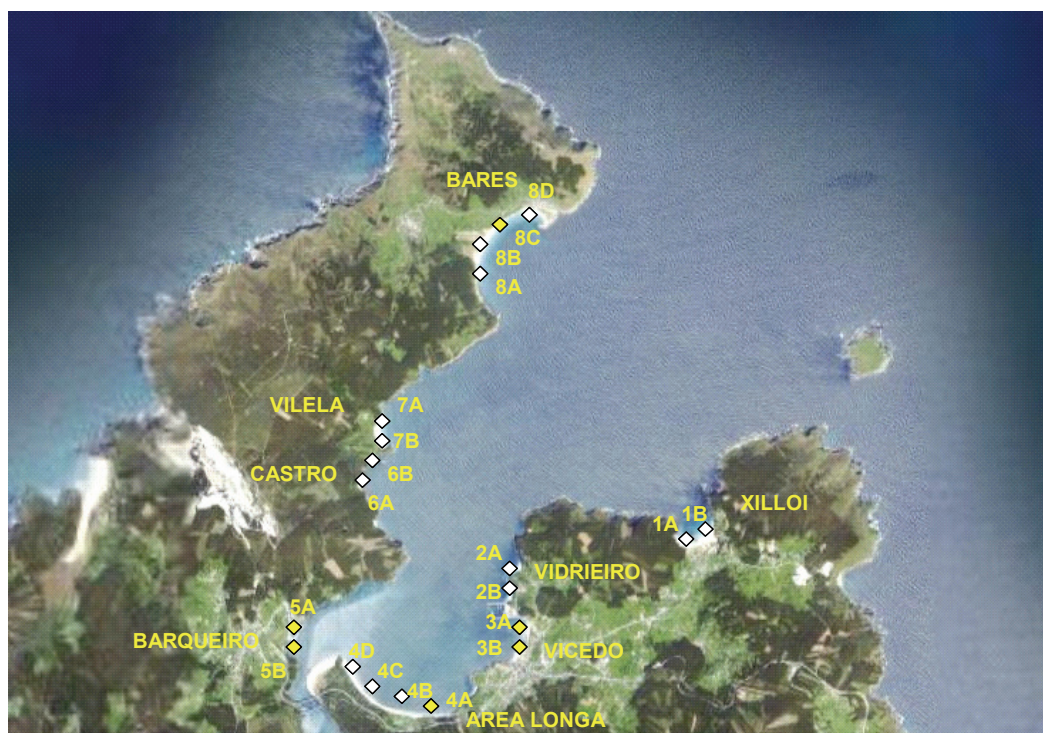 BARES
8D
8C
8B
8A
VILELA
7A
7B
CASTRO
6B
6A
XILLOI
1B
1A
2A
VIDRIEIRO
2B
5A
3A
BARQUEIRO
3B
VICEDO
5B
4D
4C
4B
4A
AREA LONGA